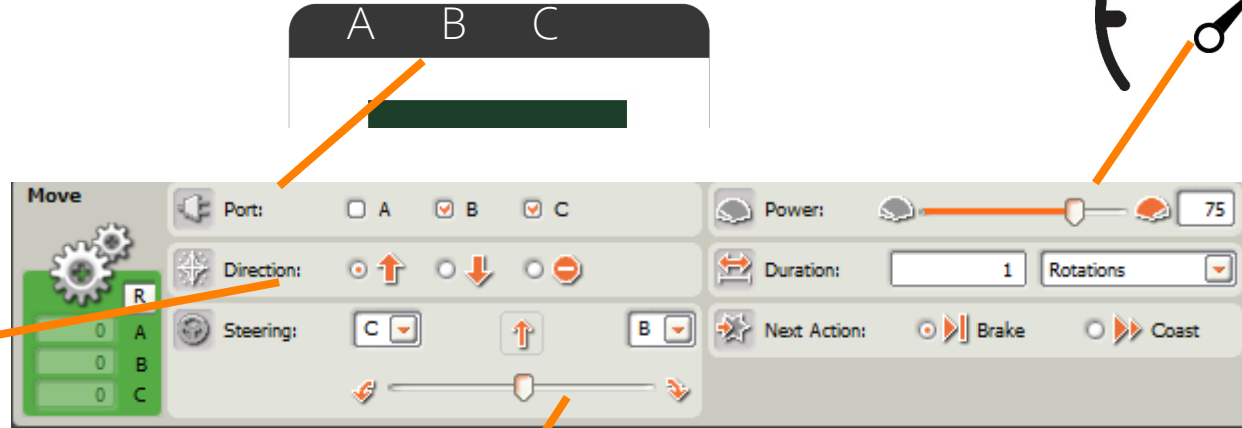 A B C
Move
Port: A B C
Power: 75
Direction:
Duration: 1 Rotations
R
0 A
0 B
0 C
Steering: C B
Next Action: Brake Coast